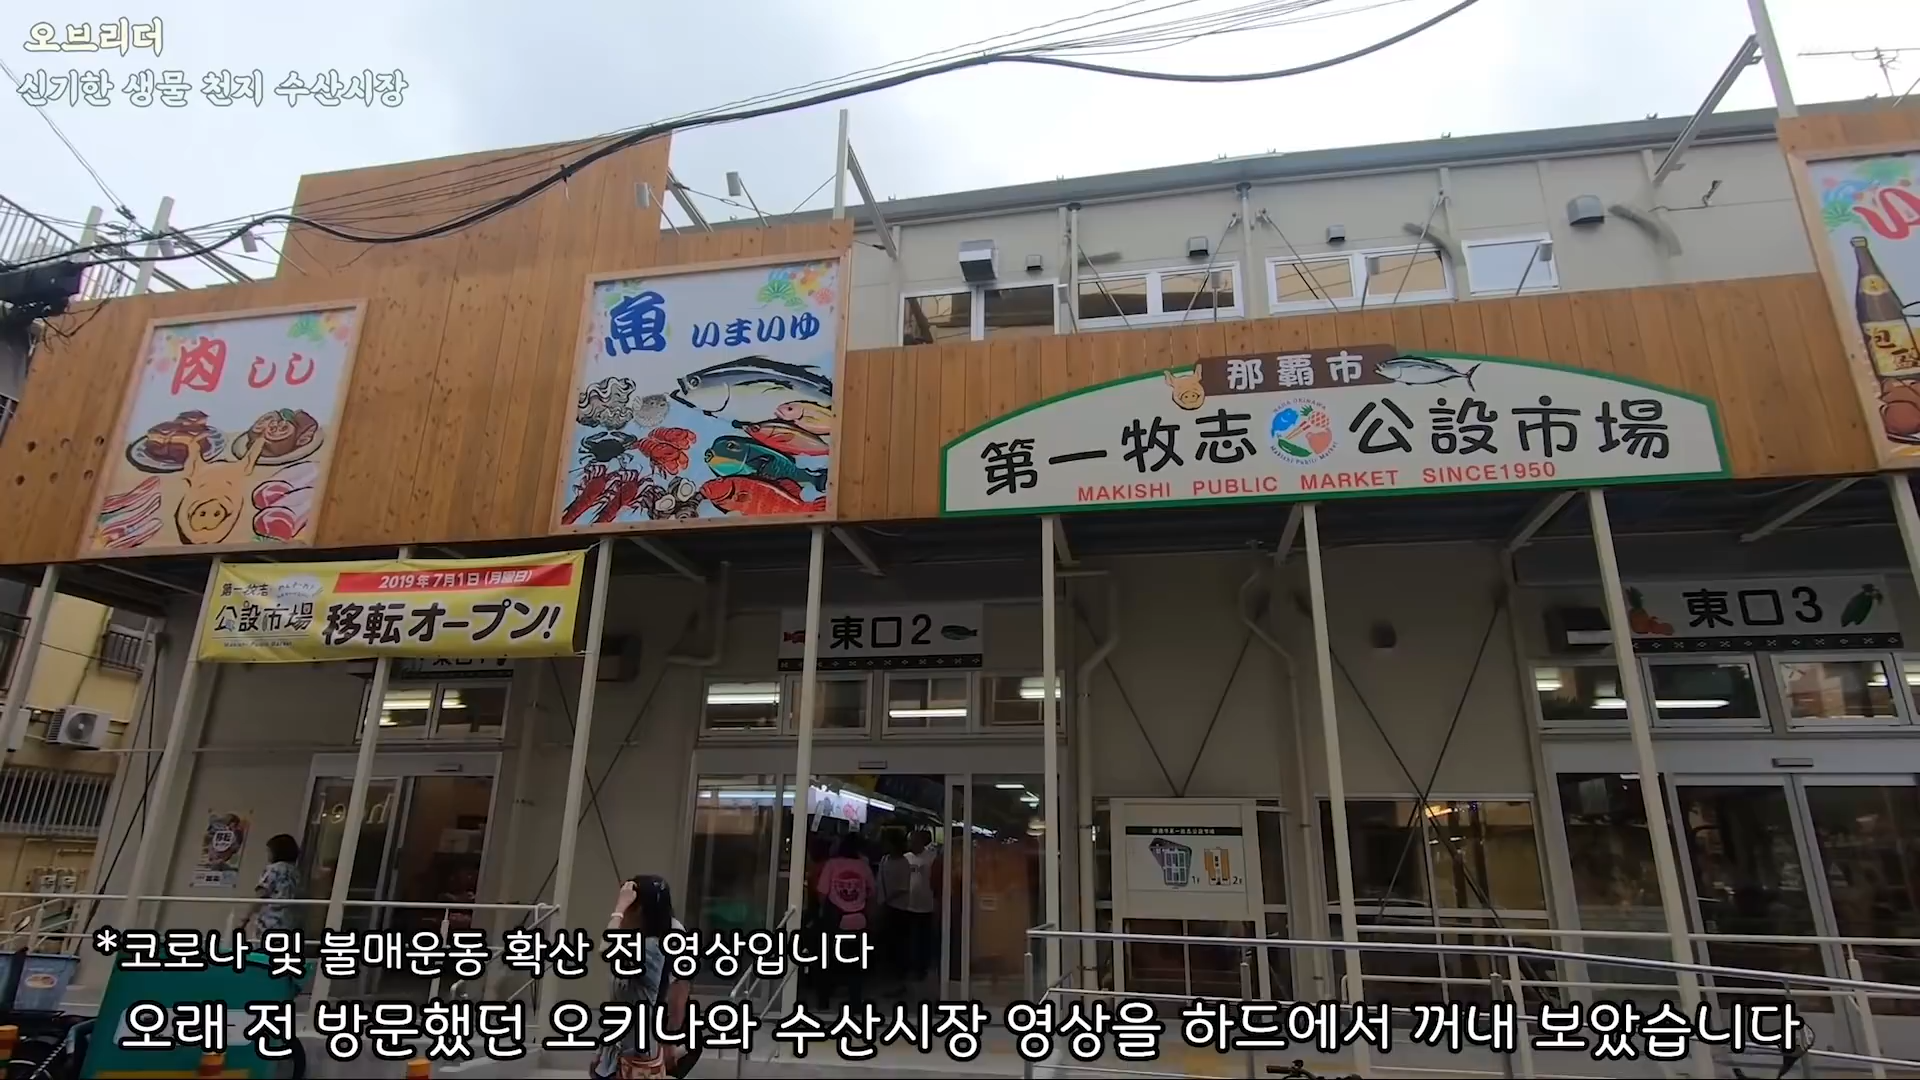 오브리더
신기한 생물 천지 수산시장
肉 しし
魚 いまいゆ
那覇市
第一牧志 公設市場
MAKISHI PUBLIC MARKET SINCE1950
2019年7月1日(月曜日)
第一牧志
公設市場 移転オープン!
東口2
東口3
1F 2F
*코로나 및 불매운동 확산 전 영상입니다
오래 전 방문했던 오키나와 수산시장 영상을 하드에서 꺼내 보았습니다